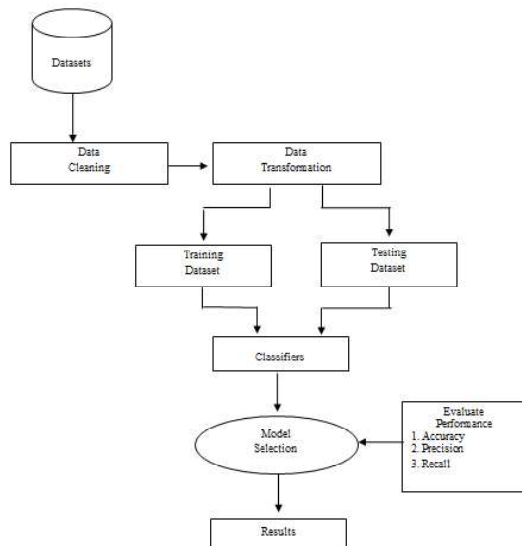 Datasets
Data
Cleaning
Data
Transformation
Training
Dataset
Testing
Dataset
Classifiers
Model
Selection
Evaluate
Performance
1. Accuracy
2. Precision
3. Recall
Results